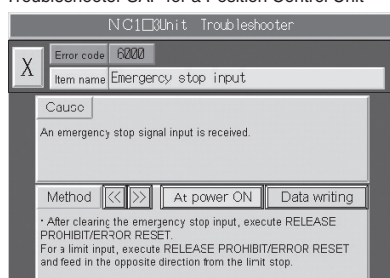 Troubleshooter SAP for a Position Control Unit
NC1□3Unit Troubleshooter
X
Error code 6000
Item name Emergency stop input
Cause
An emergency stop signal input is received.
Method << >> At power ON Data writing
・After clearing the emergency stop input, execute RELEASE
PROHIBIT/ERROR RESET.
For a limit input, execute RELEASE PROHIBIT/ERROR RESET
and feed in the opposite direction from the limit stop.